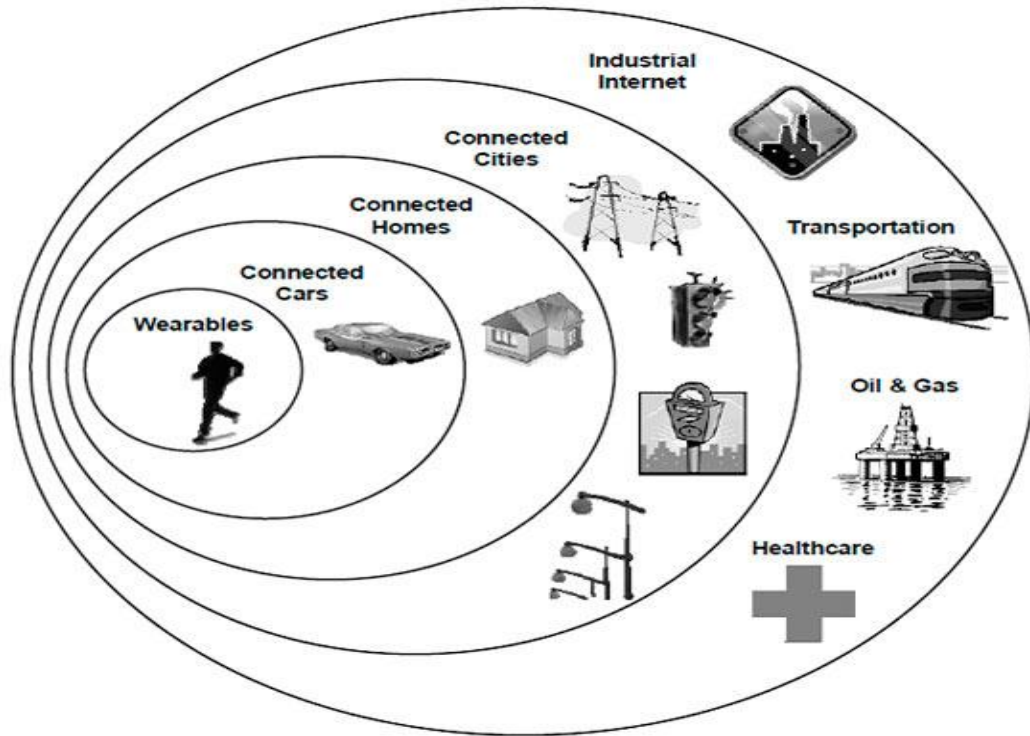 Industrial
Internet
Connected
Cities
Connected
Homes
Transportation
Connected
Cars
Wearables
Oil & Gas
Healthcare